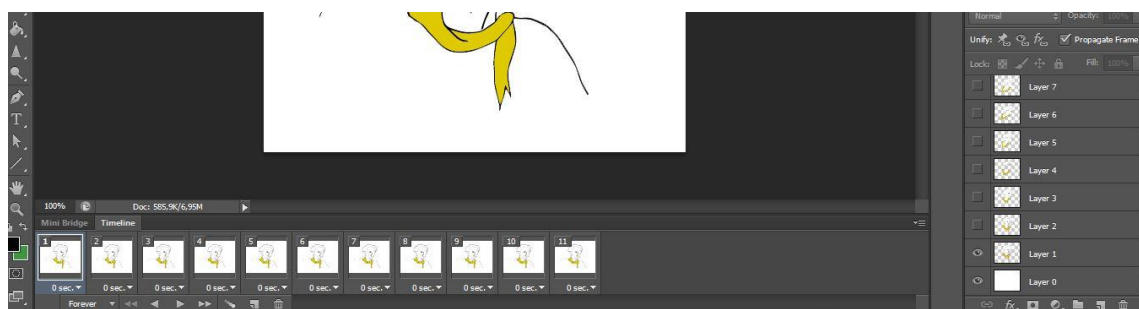 Normal Opacity: 100%
Unify: Propagate Frame
Lock: Fill: 100%
Layer 7
Layer 6
Layer 5
Layer 4
Layer 3
Layer 2
Layer 1
Layer 0
100% Doc: 585,9K/6,95M
Mini Bridge Timeline
1 2 3 4 5 6 7 8 9 10 11
0 sec. 0 sec. 0 sec. 0 sec. 0 sec. 0 sec. 0 sec. 0 sec. 0 sec. 0 sec. 0 sec.
Forever